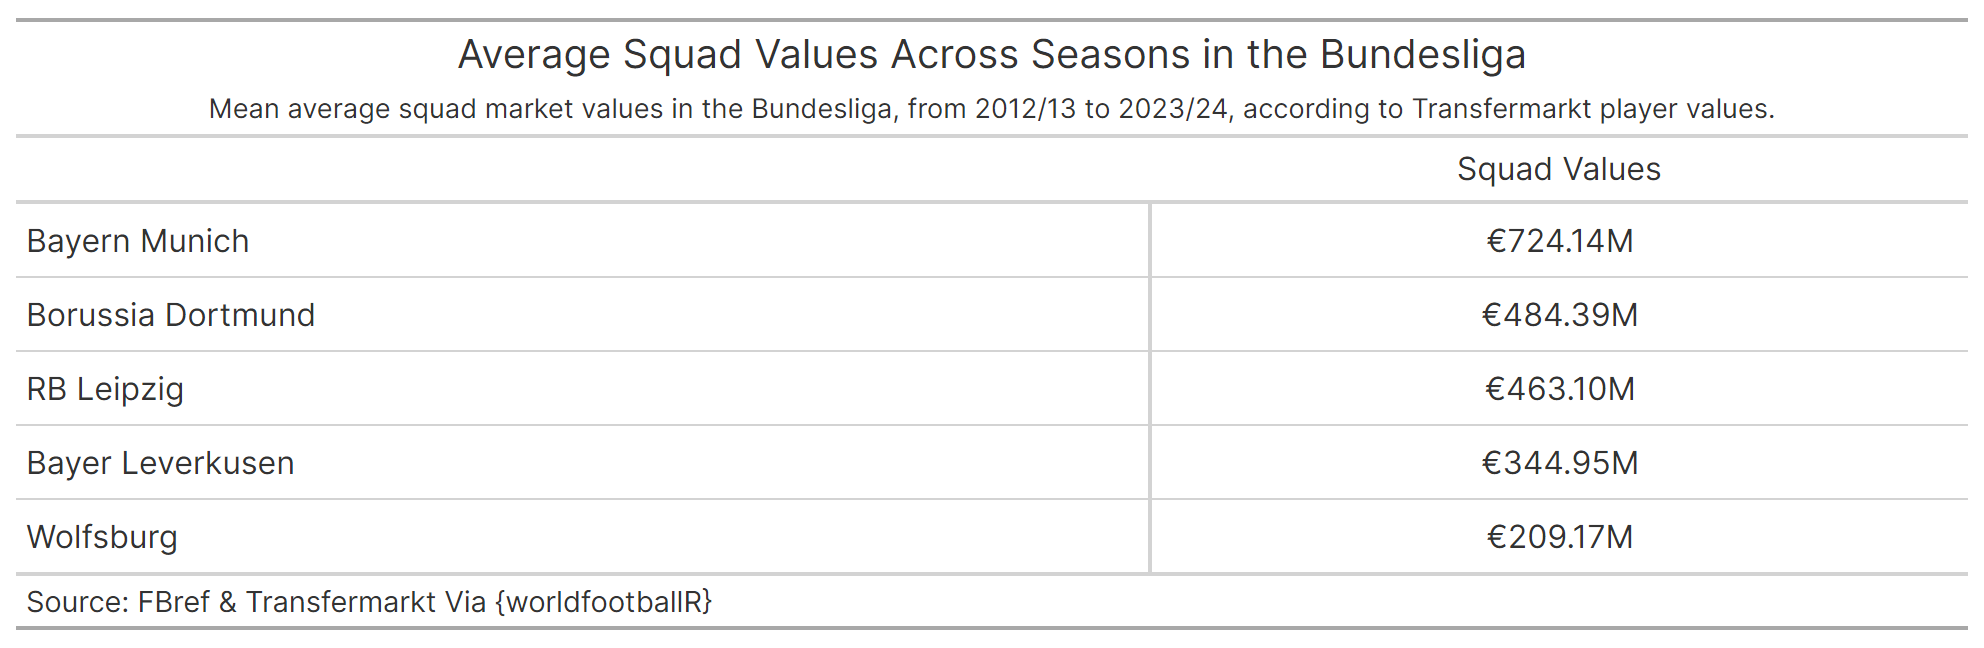 Average Squad Values Across Seasons in the Bundesliga
Mean average squad market values in the Bundesliga, from 2012/13 to 2023/24, according to Transfermarkt player values.
Squad Values
Bayern Munich €724.14M
Borussia Dortmund €484.39M
RB Leipzig €463.10M
Bayer Leverkusen €344.95M
Wolfsburg €209.17M
Source: FBref & Transfermarkt Via {worldfootballR}